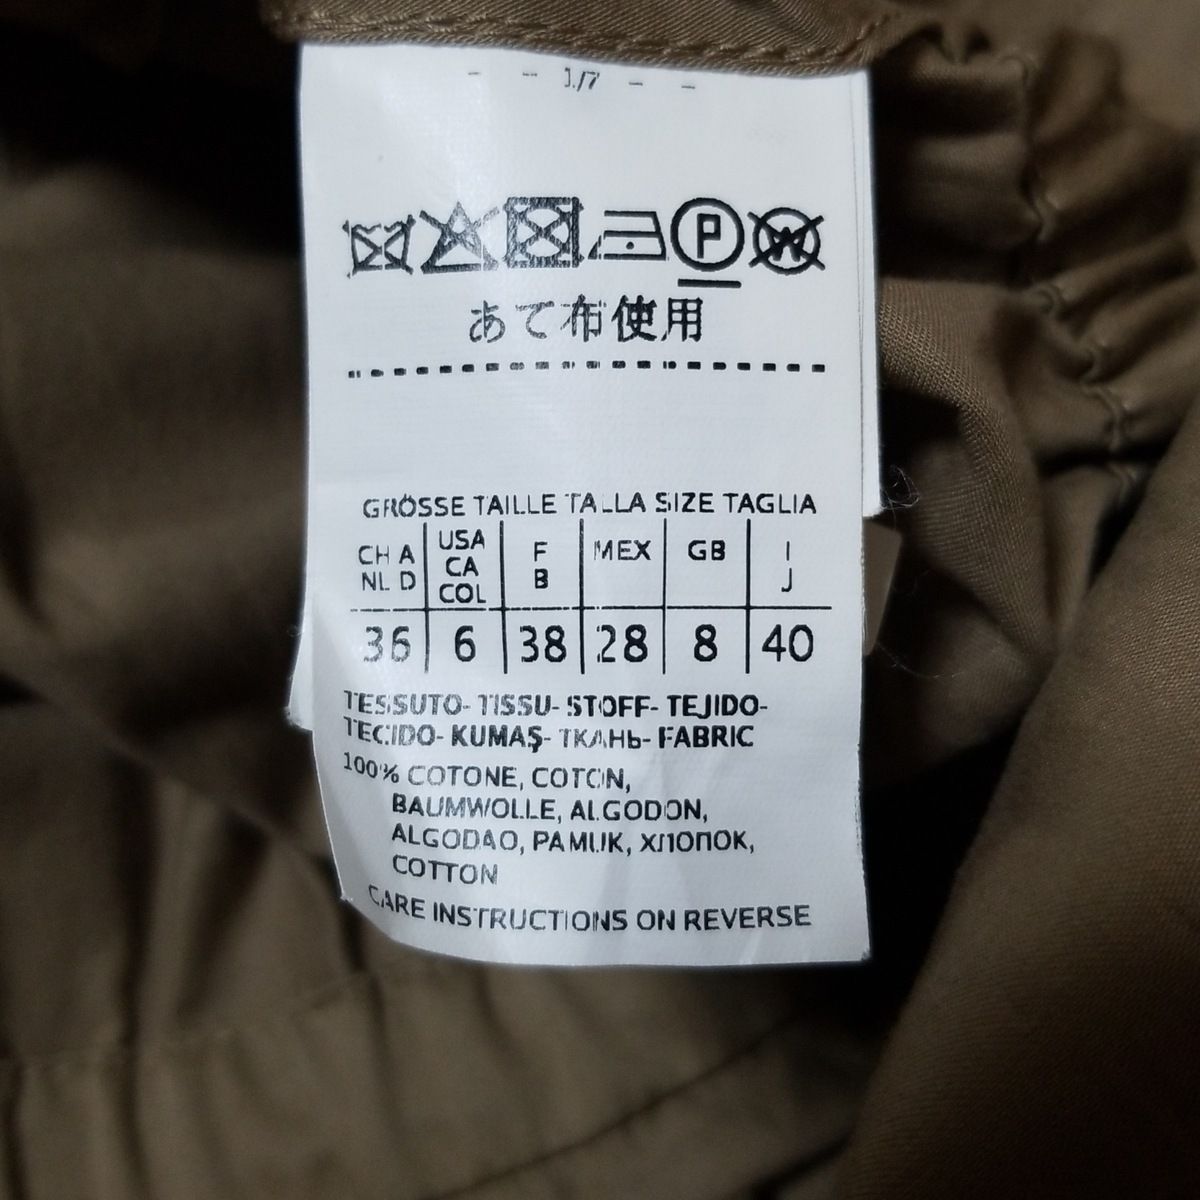 - - 1/7 - -
P W
あて布使用
GRÖSSE TAILLE TALLA SIZE TAGLIA
CH A NL D USA CA COL F B MEX GB I J
36 6 38 28 8 40
TESSUTO- TISSU- STOFF- TEJIDO-
TECIDO- KUMAŞ- ТКАНЬ- FABRIC
100% COTONE, COTON,
BAUMWOLLE, ALGODON,
ALGODAO, PAMUK, ХЛОПОК,
COTTON
CARE INSTRUCTIONS ON REVERSE